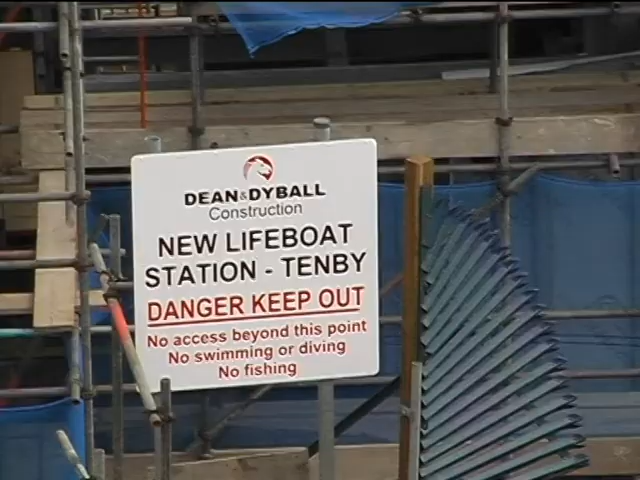 DEAN&DYBALL
Construction
NEW LIFEBOAT
STATION - TENBY
DANGER KEEP OUT
No access beyond this point
No swimming or diving
No fishing